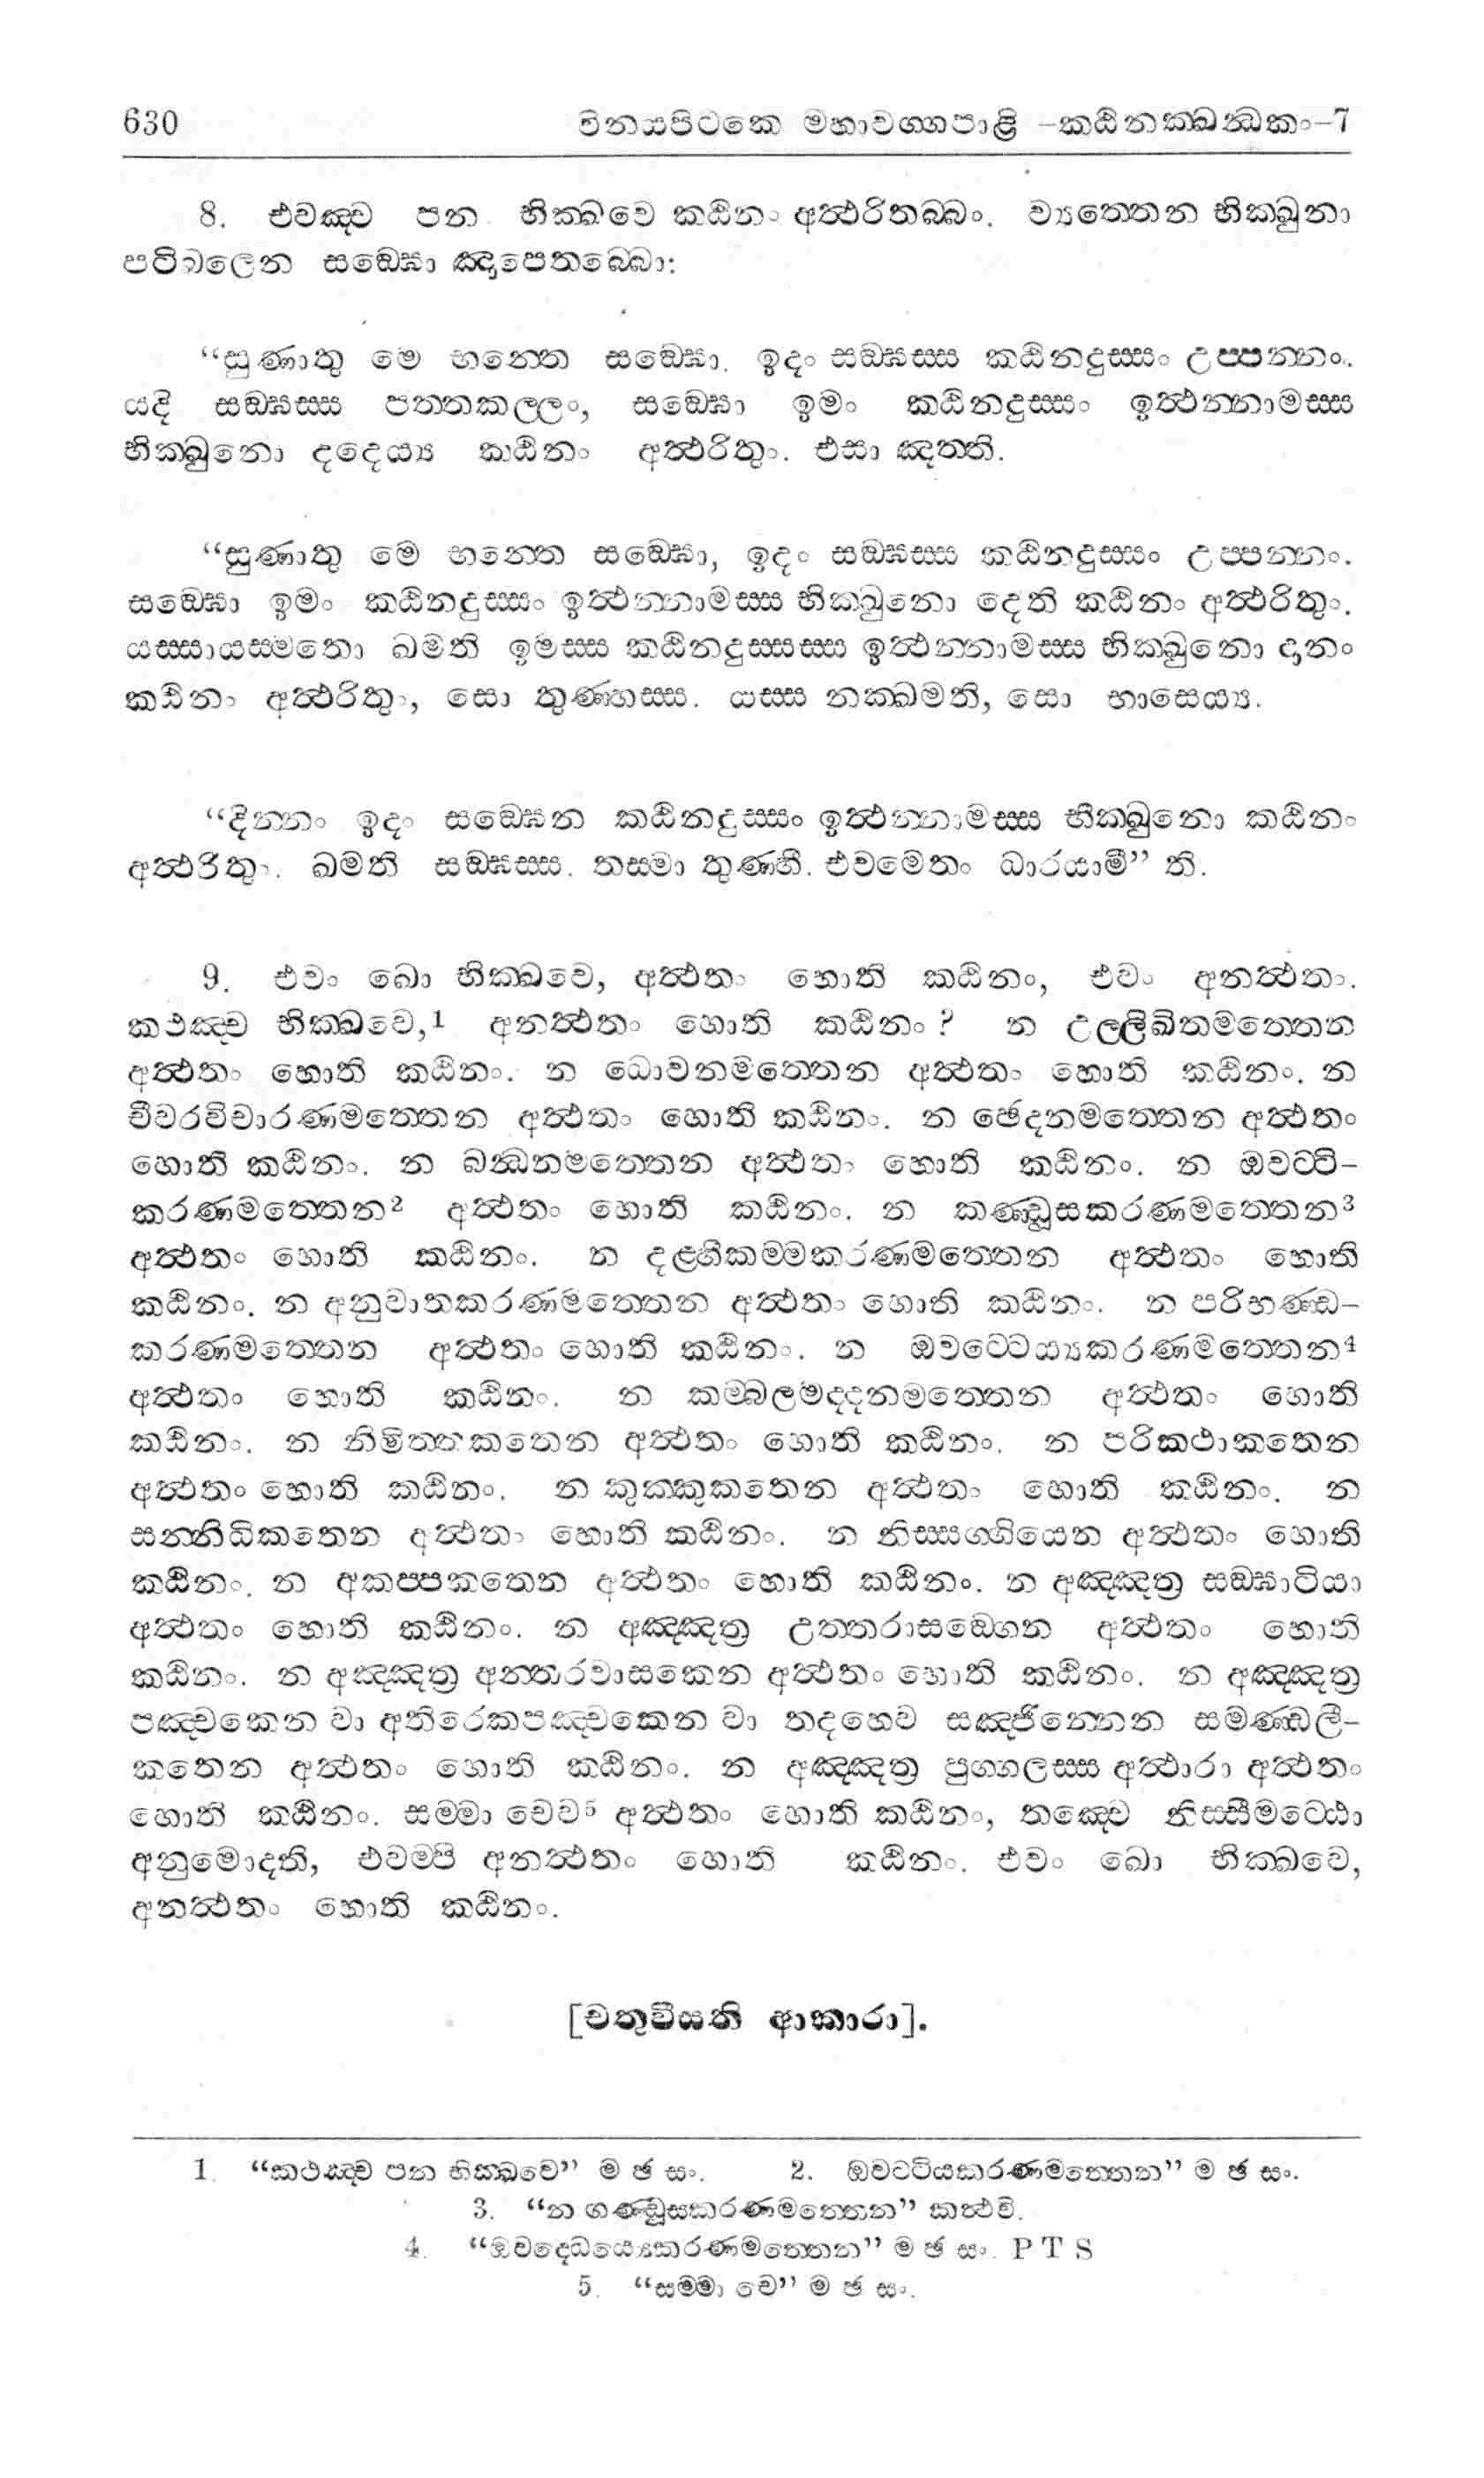 630 විනයපිටකෙ මහාවග්ගපාළි –කඨිනක්ඛන්ධකං–7
8. එවඤ්ච පන භික්ඛවෙ කඨිනං අත්ථරිතබ්බං. ව්‍යත්තෙන භික්ඛුනා
පටිබලෙන සඞ්ඝො ඤාපෙතබ්බො:
“සුණාතු මෙ භන්තෙ සඞ්ඝො. ඉදං සඞ්ඝස්ස කඨිනදුස්සං උප්පන්නං.
යදි සඞ්ඝස්ස පත්තකල්ලං, සඞ්ඝො ඉමං කඨිනදුස්සං ඉත්ථන්නාමස්ස
භික්ඛුනො දදෙය්‍ය කඨිනං අත්ථරිතුං. එසා ඤත්ති.
“සුණාතු මෙ භන්තෙ සඞ්ඝො, ඉදං සඞ්ඝස්ස කඨිනදුස්සං උප්පන්නං.
සඞ්ඝො ඉමං කඨිනදුස්සං ඉත්ථන්නාමස්ස භික්ඛුනො දෙති කඨිනං අත්ථරිතුං.
යස්සායස්මතො ඛමති ඉමස්ස කඨිනදුස්සස්ස ඉත්ථන්නාමස්ස භික්ඛුනො දානං
කඨිනං අත්ථරිතුං, සො තුණ්හස්ස. යස්ස නක්ඛමති, සො භාසෙය්‍ය.
“දින්නං ඉදං සඞ්ඝෙන කඨිනදුස්සං ඉත්ථන්නාමස්ස භික්ඛුනො කඨිනං
අත්ථරිතුං. ඛමති සඞ්ඝස්ස. තස්මා තුණ්හී. එවමෙතං ධාරයාමී” ති.
9. එවං ඛො භික්ඛවෙ, අත්ථතං හොති කඨිනං, එවං අනත්ථතං.
කථඤ්ච භික්ඛවෙ,1 අනත්ථතං හොති කඨිනං? න උල්ලිඛිතමත්තෙන
අත්ථතං හොති කඨිනං. න ධොවනමත්තෙන අත්ථතං හොති කඨිනං. න
චීවරවිචාරණමත්තෙන අත්ථතං හොති කඨිනං. න ඡෙදනමත්තෙන අත්ථතං
හොති කඨිනං. න බන්ධනමත්තෙන අත්ථතං හොති කඨිනං. න ඔවට්ටි-
කරණමත්තෙන2 අත්ථතං හොති කඨිනං. න කණ්ඩූසකරණමත්තෙන3
අත්ථතං හොති කඨිනං. න දළ්හීකම්මකරණමත්තෙන අත්ථතං හොති
කඨිනං. න අනුවාතකරණමත්තෙන අත්ථතං හොති කඨිනං. න පරිභණ්ඩ-
කරණමත්තෙන අත්ථතං හොති කඨිනං. න ඔවට්ටෙය්‍යකරණමත්තෙන4
අත්ථතං හොති කඨිනං. න කම්බලමද්දනමත්තෙන අත්ථතං හොති
කඨිනං. න නිමිත්තකතෙන අත්ථතං හොති කඨිනං. න පරිකථාකතෙන
අත්ථතං හොති කඨිනං. න කුක්කුකතෙන අත්ථතං හොති කඨිනං. න
සන්නිධිකතෙන අත්ථතං හොති කඨිනං. න නිස්සග්ගියෙන අත්ථතං හොති
කඨිනං. න අකප්පකතෙන අත්ථතං හොති කඨිනං. න අඤ්ඤත්‍ර සඞ්ඝාටියා
අත්ථතං හොති කඨිනං. න අඤ්ඤත්‍ර උත්තරාසඞ්ගෙන අත්ථතං හොති
කඨිනං. න අඤ්ඤත්‍ර අන්තරවාසකෙන අත්ථතං හොති කඨිනං. න අඤ්ඤත්‍ර
පඤ්චකෙන වා අතිරෙකපඤ්චකෙන වා තදහෙව සඤ්ඡින්නෙන සමණ්ඩලී-
කතෙන අත්ථතං හොති කඨිනං. න අඤ්ඤත්‍ර පුග්ගලස්ස අත්ථාරා අත්ථතං
හොති කඨිනං. සම්මා චෙව5 අත්ථතං හොති කඨිනං, තඤ්චෙ නිස්සීමට්ඨො
අනුමොදති, එවම්පි අනත්ථතං හොති කඨිනං. එවං ඛො භික්ඛවෙ,
අනත්ථතං හොති කඨිනං.
[චතුවීසති ආකාරා].
1. “කථඤ්ච පන භික්ඛවෙ” ම ඡ සං. 2. ඔවට්ටියකරණමත්තෙන” ම ඡ සං.
3. “න ගණ්ඩූසකරණමත්තෙන” කත්ථචි.
4. “ඔවද්ධෙය්‍යෙකරණමත්තෙන” ම ඡ සං. P T S
5. “සම්මා චෙ” ම ඡ සං.